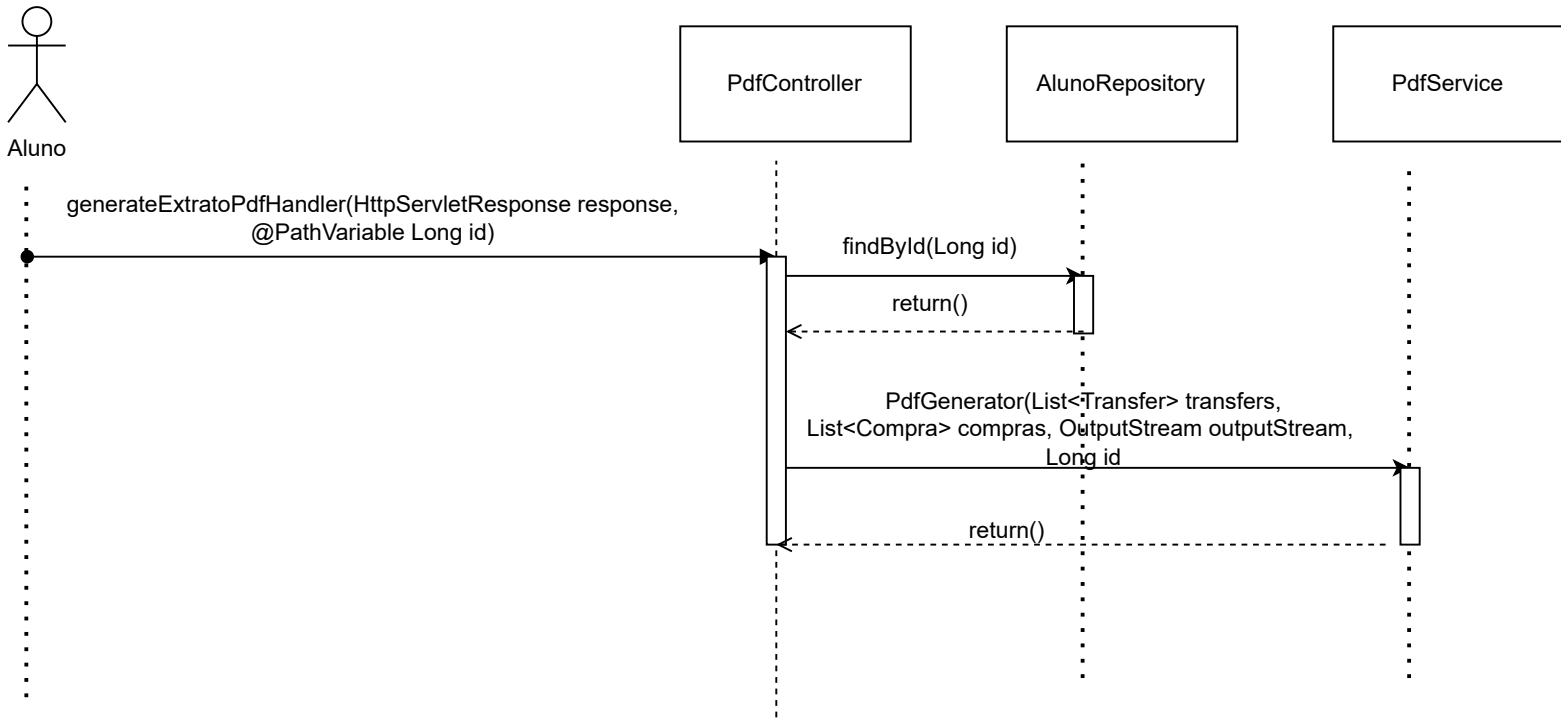 PdfController
AlunoRepository
PdfService
Aluno
generateExtratoPdfHandler(HttpServletResponse response,
@PathVariable Long id)
findById(Long id)
return()
PdfGenerator(List<Transfer> transfers,
List<Compra> compras, OutputStream outputStream,
Long id
return()